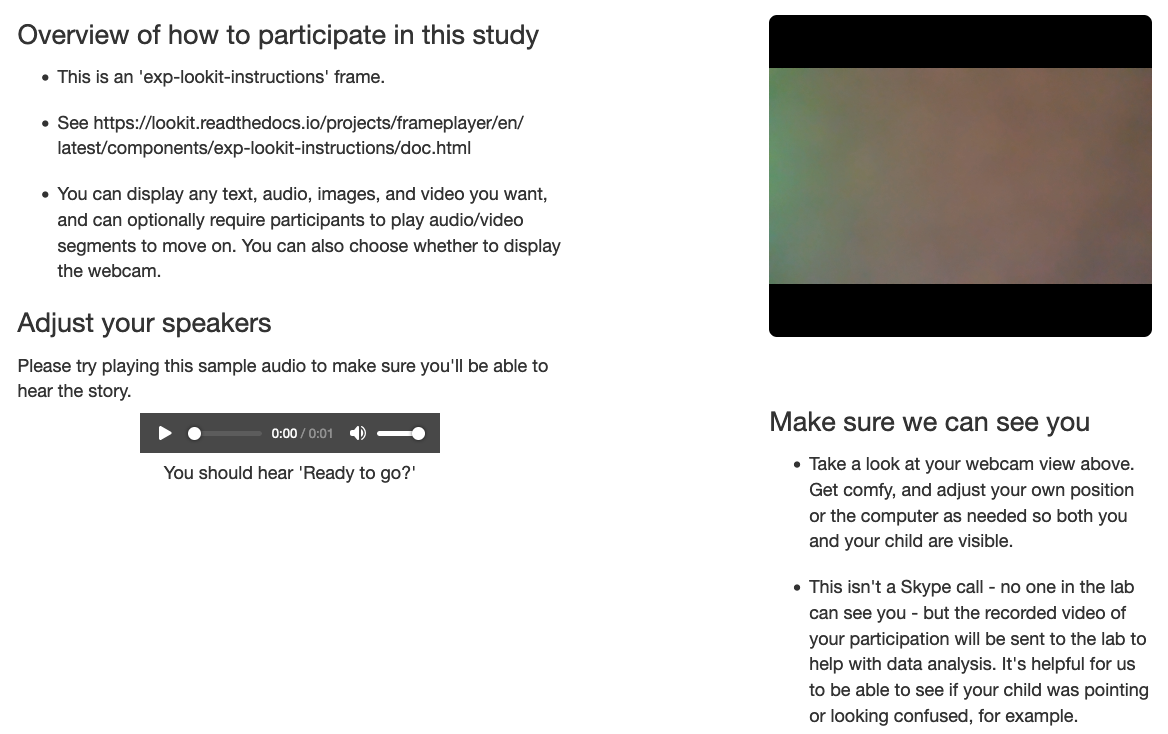 Overview of how to participate in this study
• This is an 'exp-lookit-instructions' frame.
• See https://lookit.readthedocs.io/projects/frameplayer/en/
latest/components/exp-lookit-instructions/doc.html
• You can display any text, audio, images, and video you want,
and can optionally require participants to play audio/video
segments to move on. You can also choose whether to display
the webcam.
Adjust your speakers
Please try playing this sample audio to make sure you'll be able to
hear the story.
0:00 / 0:01
You should hear 'Ready to go?'
Make sure we can see you
• Take a look at your webcam view above.
Get comfy, and adjust your own position
or the computer as needed so both you
and your child are visible.
• This isn't a Skype call - no one in the lab
can see you - but the recorded video of
your participation will be sent to the lab to
help with data analysis. It's helpful for us
to be able to see if your child was pointing
or looking confused, for example.